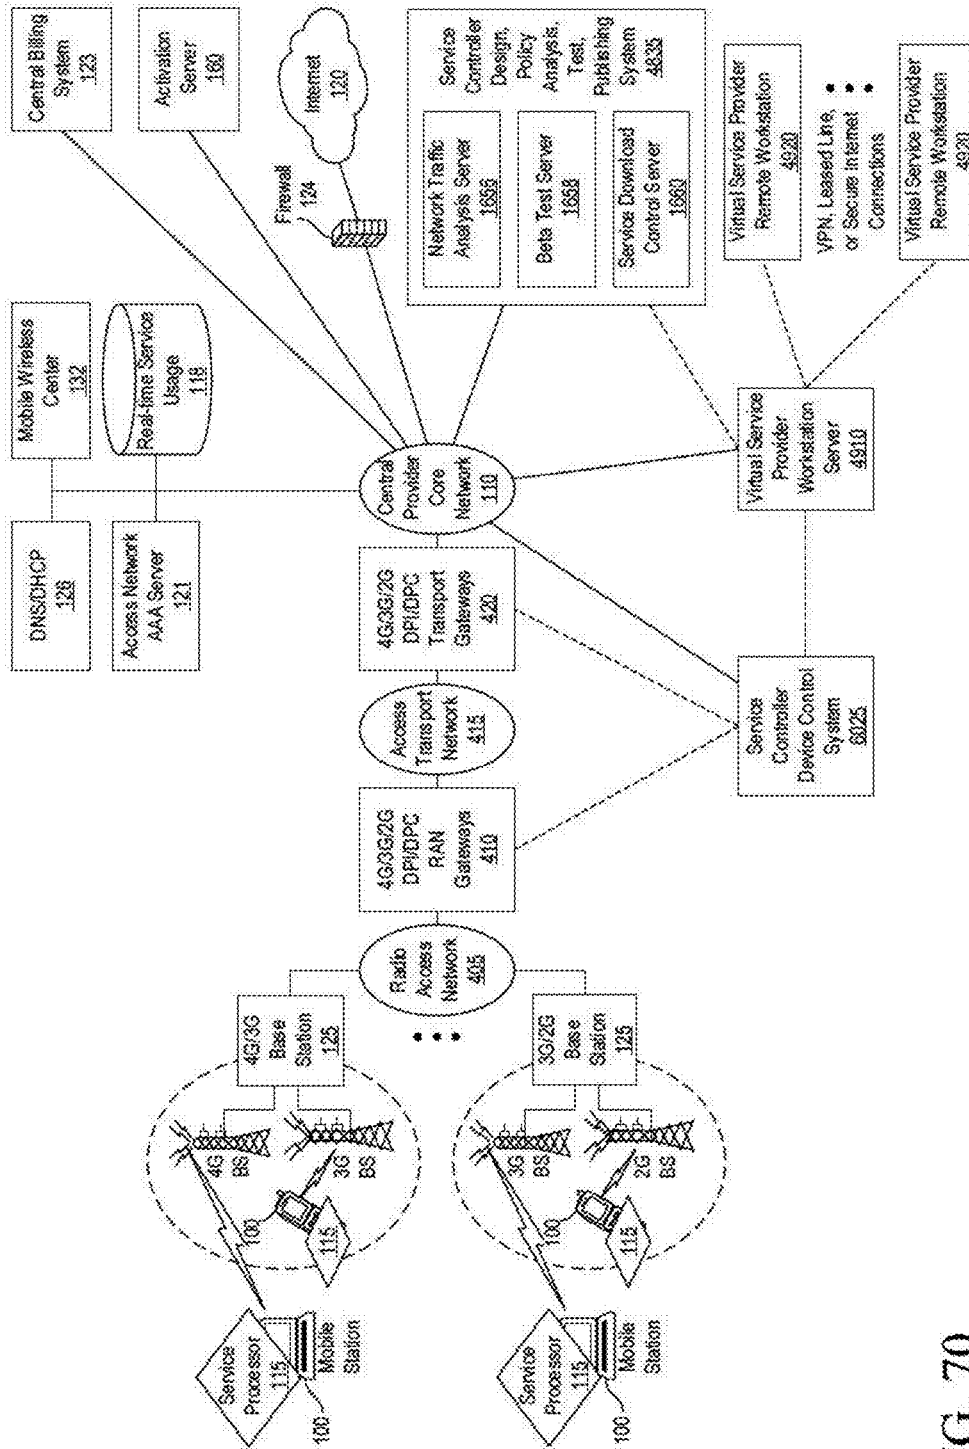 Central Billing
System
123
Activation
Server
160
Internet
120
Firewall
124
Mobile Wireless
Center
132
Real-time Service
Usage
118
DNS/DHCP
126
Access Network
AAA Server
121
Service
Controller
Design, Policy
Analysis,
Test,
Publishing
System
4835
Network Traffic
Analysis Server
1656
Beta Test Server
1658
Service Download
Control Server
1660
Central
Provider
Core
Network
110
4G/3G/2G
DPI/DPC
Transport
Gateways
420
Access
Transport
Network
415
4G/3G/2G
DPI/DPC
RAN
Gateways
410
Radio
Access
Network
405
4G/3G
Base
Station
125
3G/2G
Base
Station
125
4G
BS
3G
BS
3G
BS
2G
BS
100
115
100
115
Service
Processor
115
Mobile
Station
100
Service
Processor
115
Mobile
Station
100
Service
Controller
Device Control
System
6025
Virtual Service
Provider
Workstation
Server
4910
Virtual Service Provider
Remote Workstation
4920
VPN, Leased Line,
or Secure Internet
Connections
Virtual Service Provider
Remote Workstation
4920
70